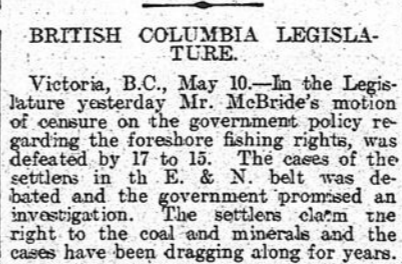 BRITISH COLUMBIA LEGISLA-
TURE.
Victoria, B.C., May 10.—In the Legis-
lature yesterday Mr. McBride's motion
of censure on the government policy re-
garding the foreshore fishing rights, was
defeated by 17 to 15. The cases of the
settlers in th E. & N. belt was de-
bated and the government promised an
investigation. The settlers claim tne
right to the coal and minerals and the
cases have been dragging along for years.